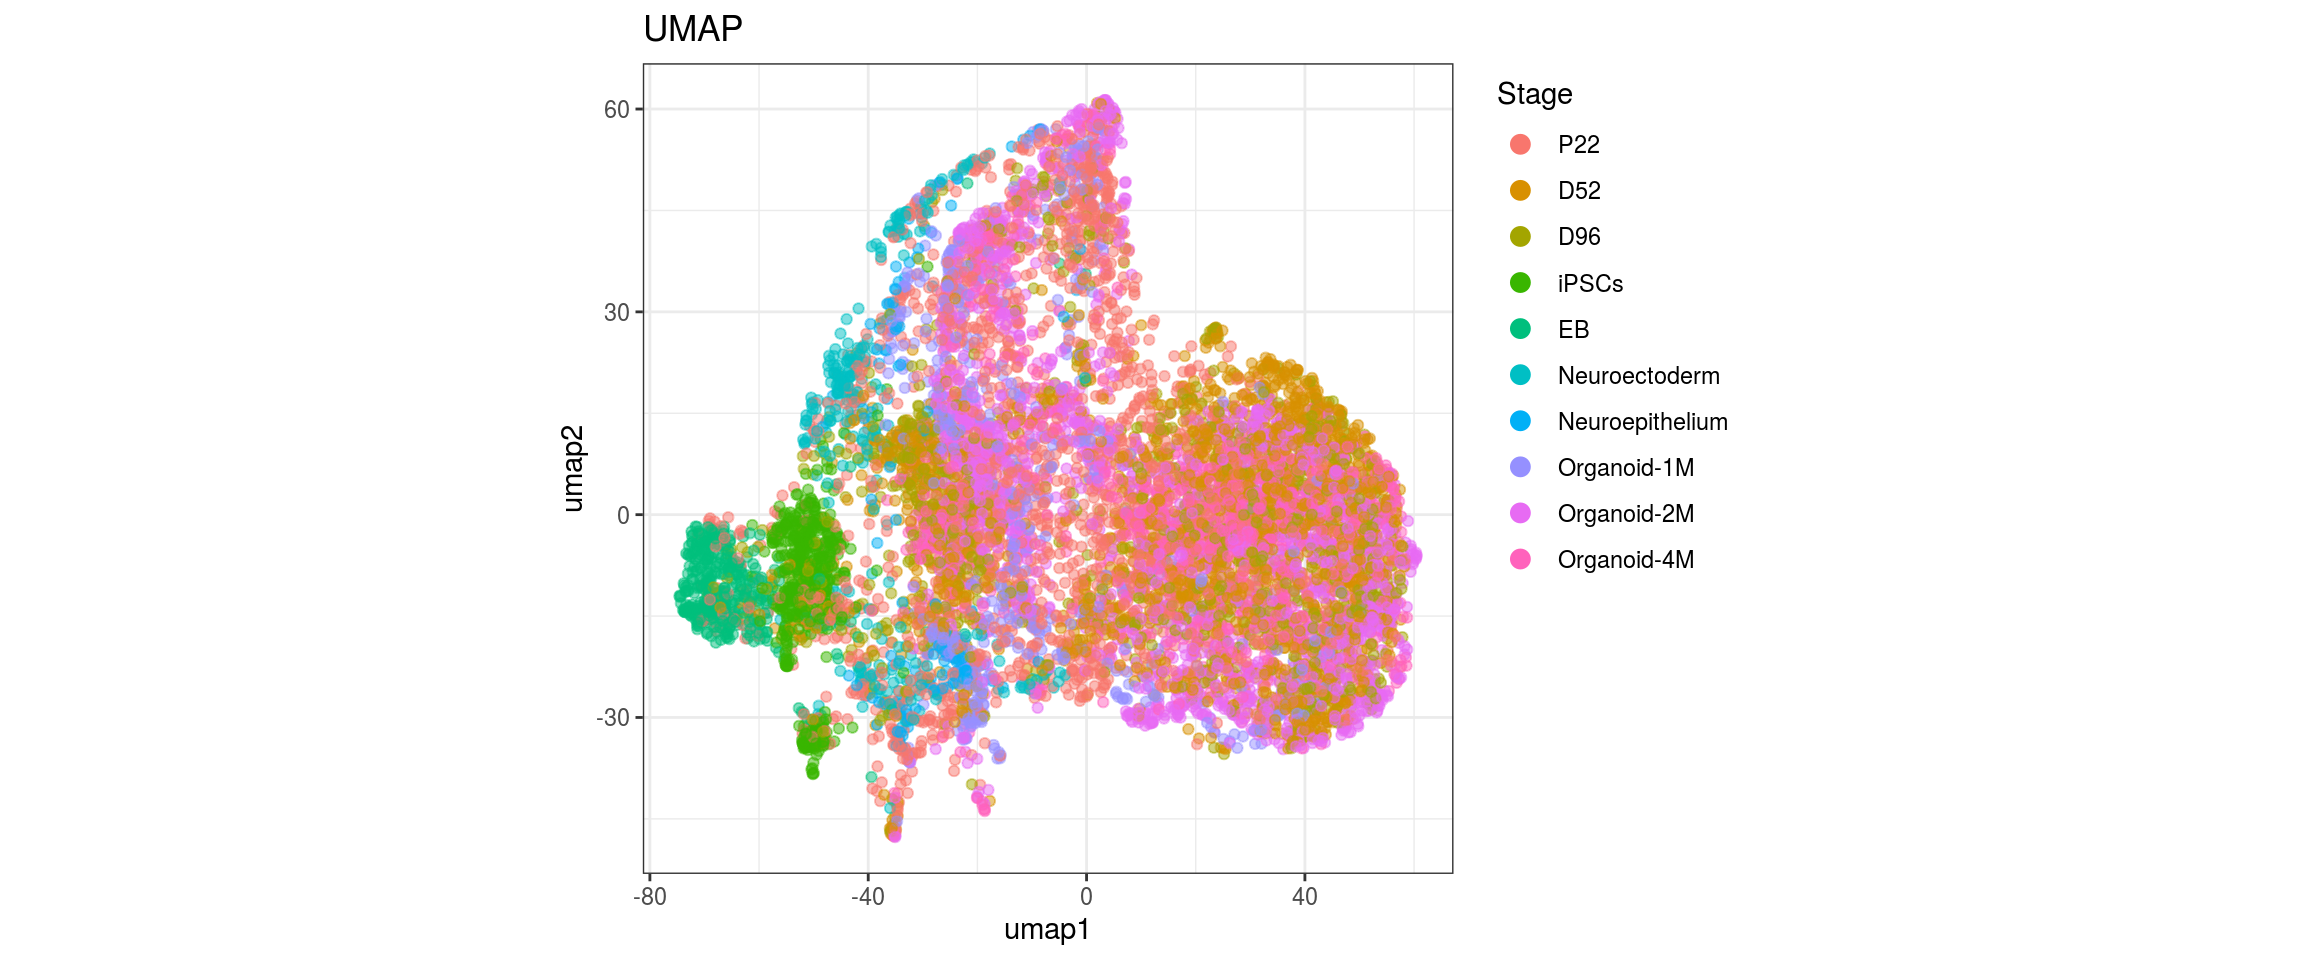 UMAP
60
30
0
-30
umap2
-80
-40
0
40
umap1
Stage
P22
D52
D96
iPSCs
EB
Neuroectoderm
Neuroepithelium
Organoid-1M
Organoid-2M
Organoid-4M